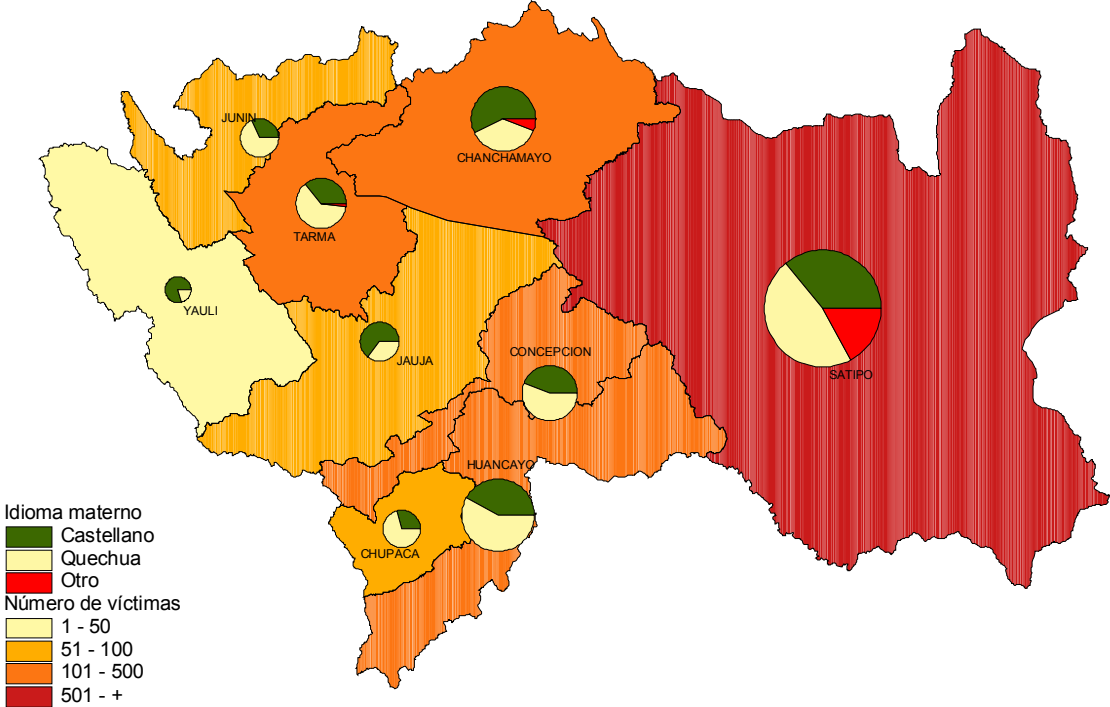 JUNIN
CHANCHAMAYO
TARMA
YAULI
JAUJA
CONCEPCION
SATIPO
HUANCAYO
CHUPACA
Idioma materno
Castellano
Quechua
Otro
Número de víctimas
1 - 50
51 - 100
101 - 500
501 - +